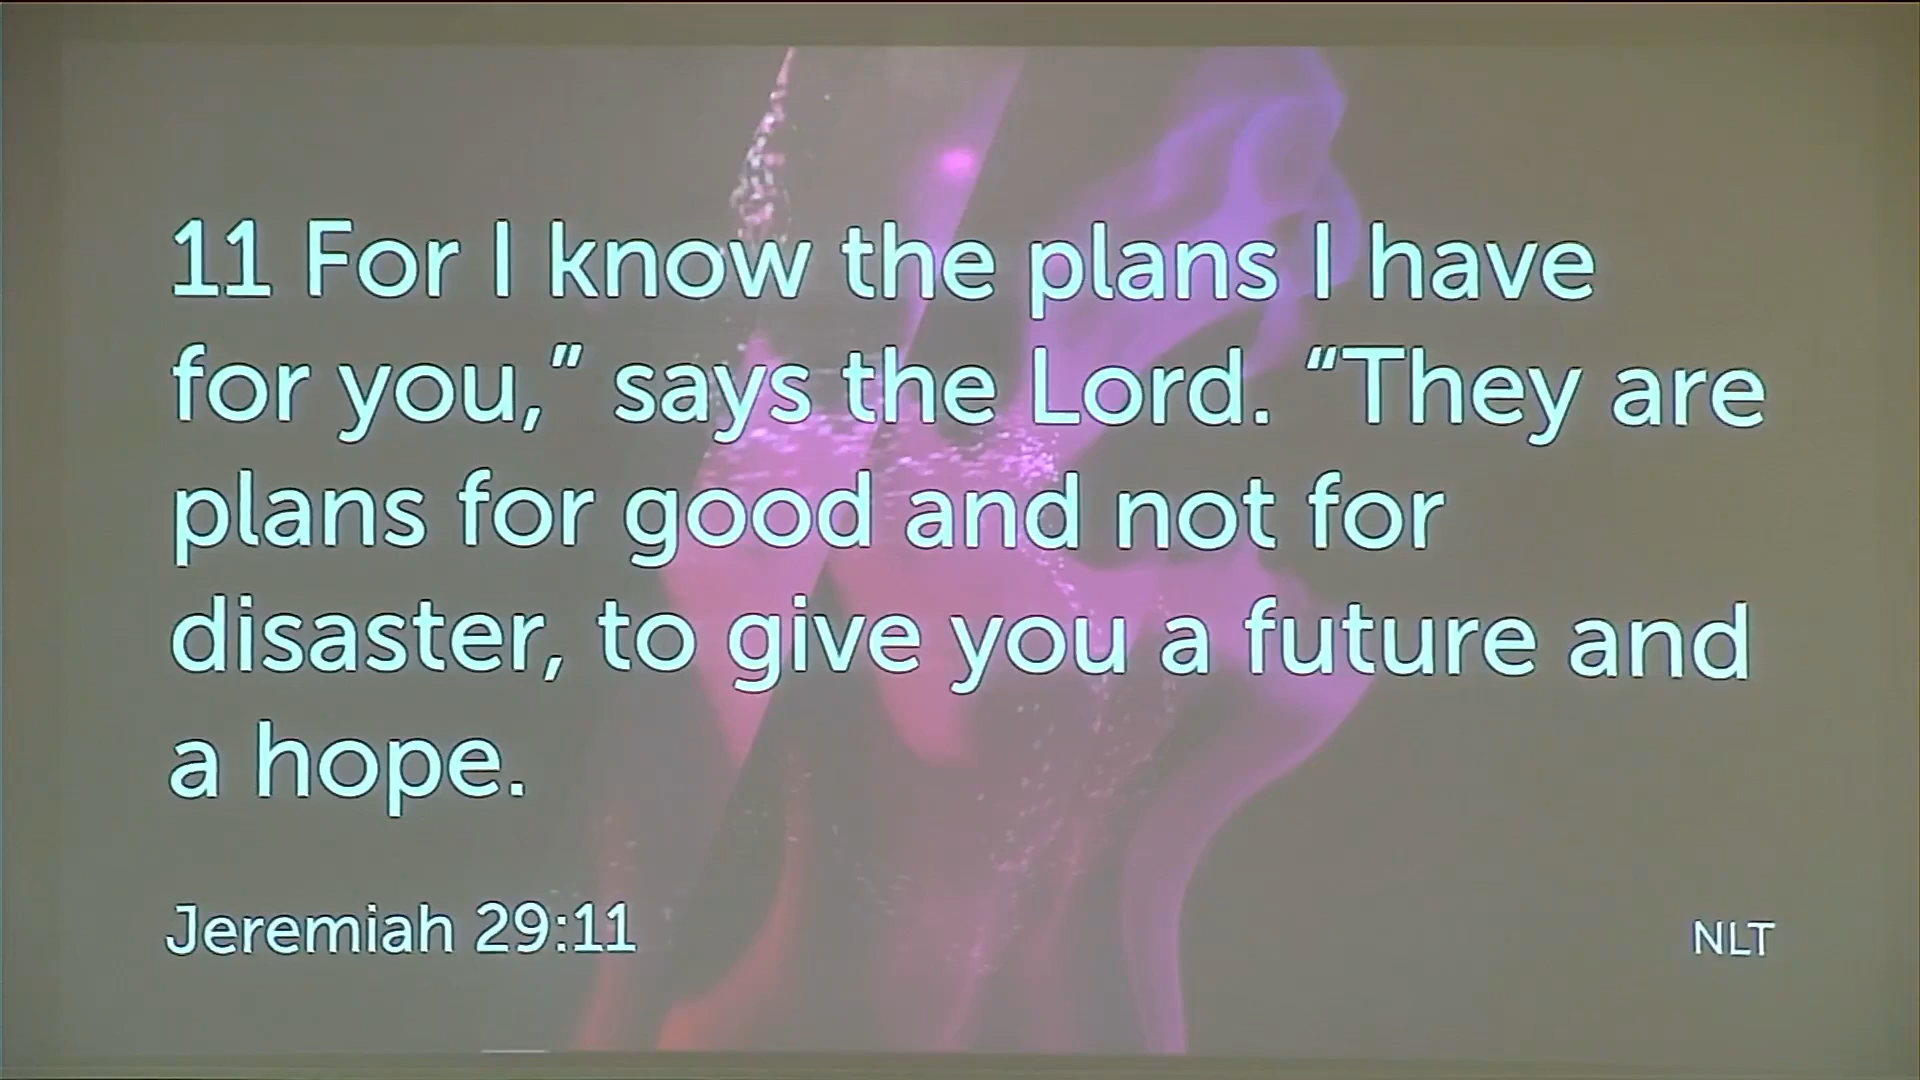 11 For I know the plans I have
for you,” says the Lord. “They are
plans for good and not for
disaster, to give you a future and
a hope.
Jeremiah 29:11
NLT